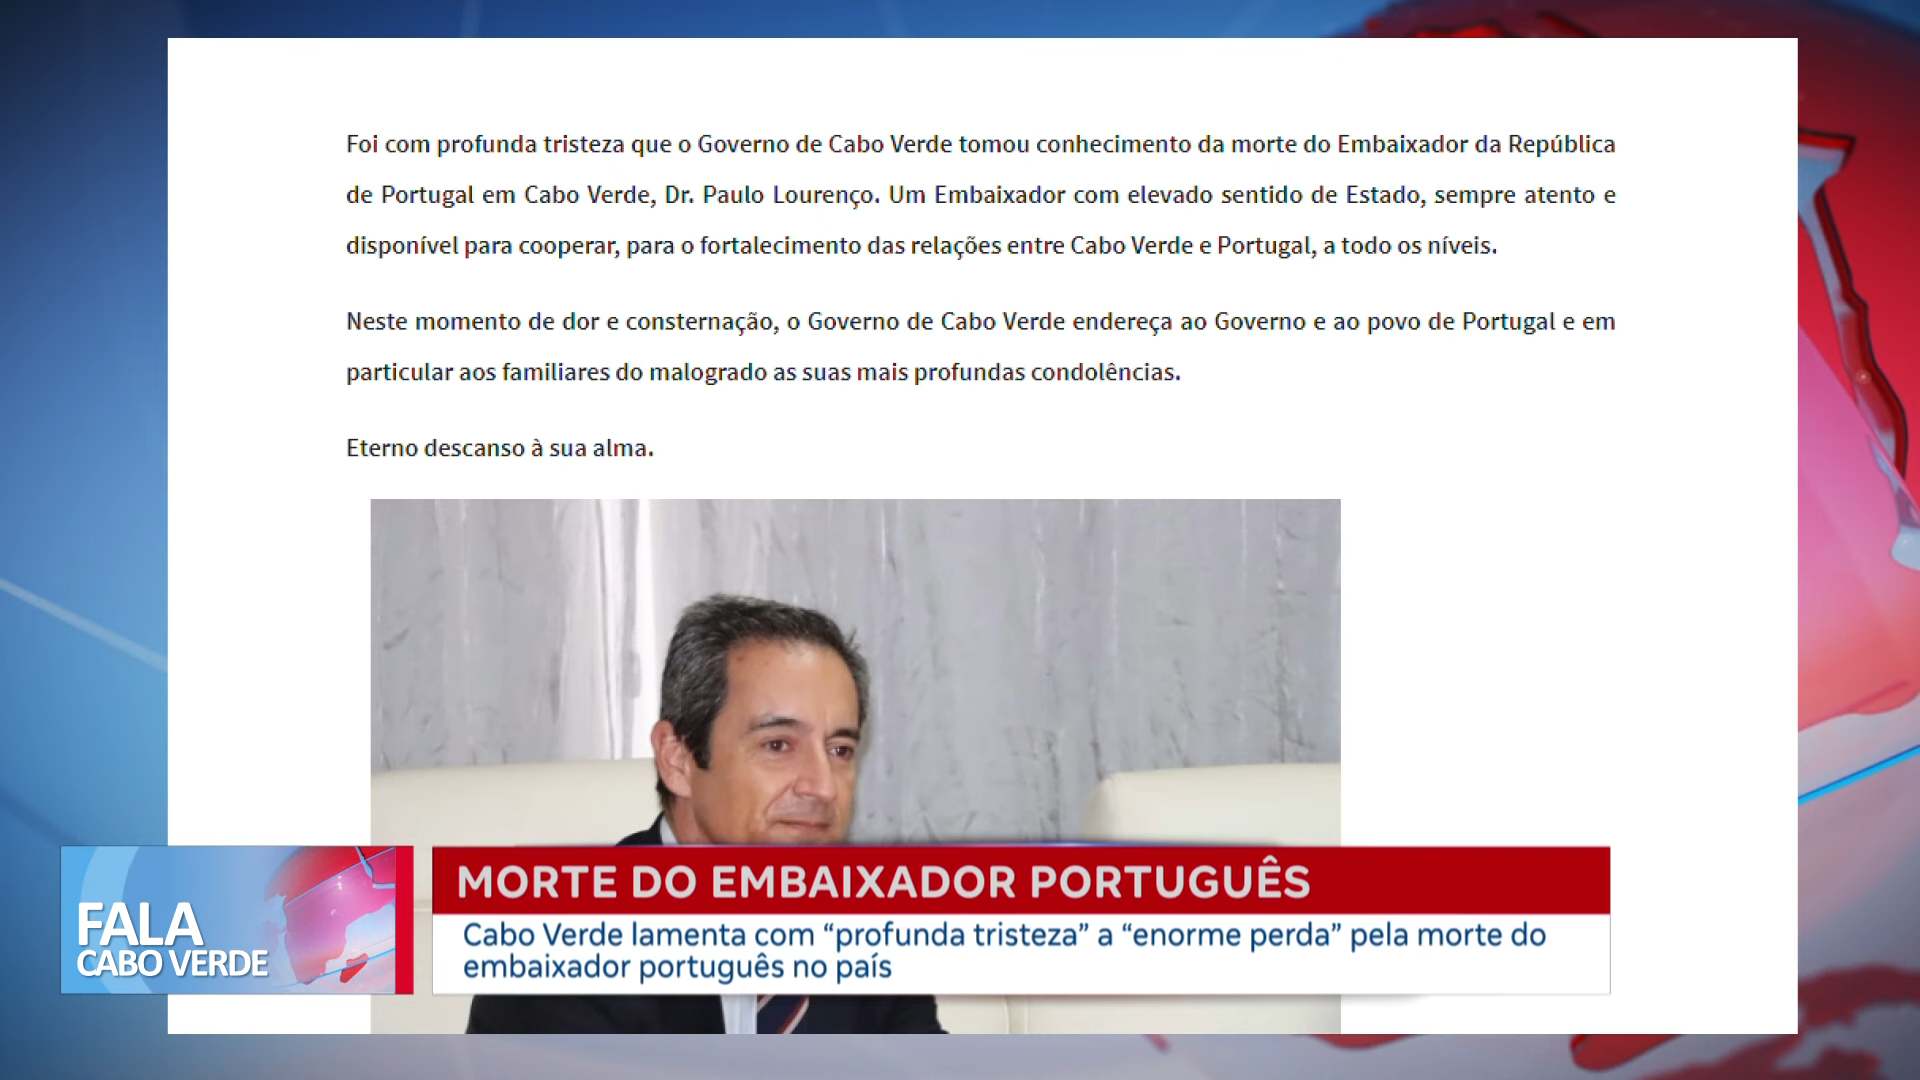 Foi com profunda tristeza que o Governo de Cabo Verde tomou conhecimento da morte do Embaixador da República
de Portugal em Cabo Verde, Dr. Paulo Lourenço. Um Embaixador com elevado sentido de Estado, sempre atento e
disponível para cooperar, para o fortalecimento das relações entre Cabo Verde e Portugal, a todo os níveis.
Neste momento de dor e consternação, o Governo de Cabo Verde endereça ao Governo e ao povo de Portugal e em
particular aos familiares do malogrado as suas mais profundas condolências.
Eterno descanso à sua alma.
MORTE DO EMBAIXADOR PORTUGUÊS
Cabo Verde lamenta com “profunda tristeza” a “enorme perda” pela morte do
embaixador português no país
FALA
CABO VERDE